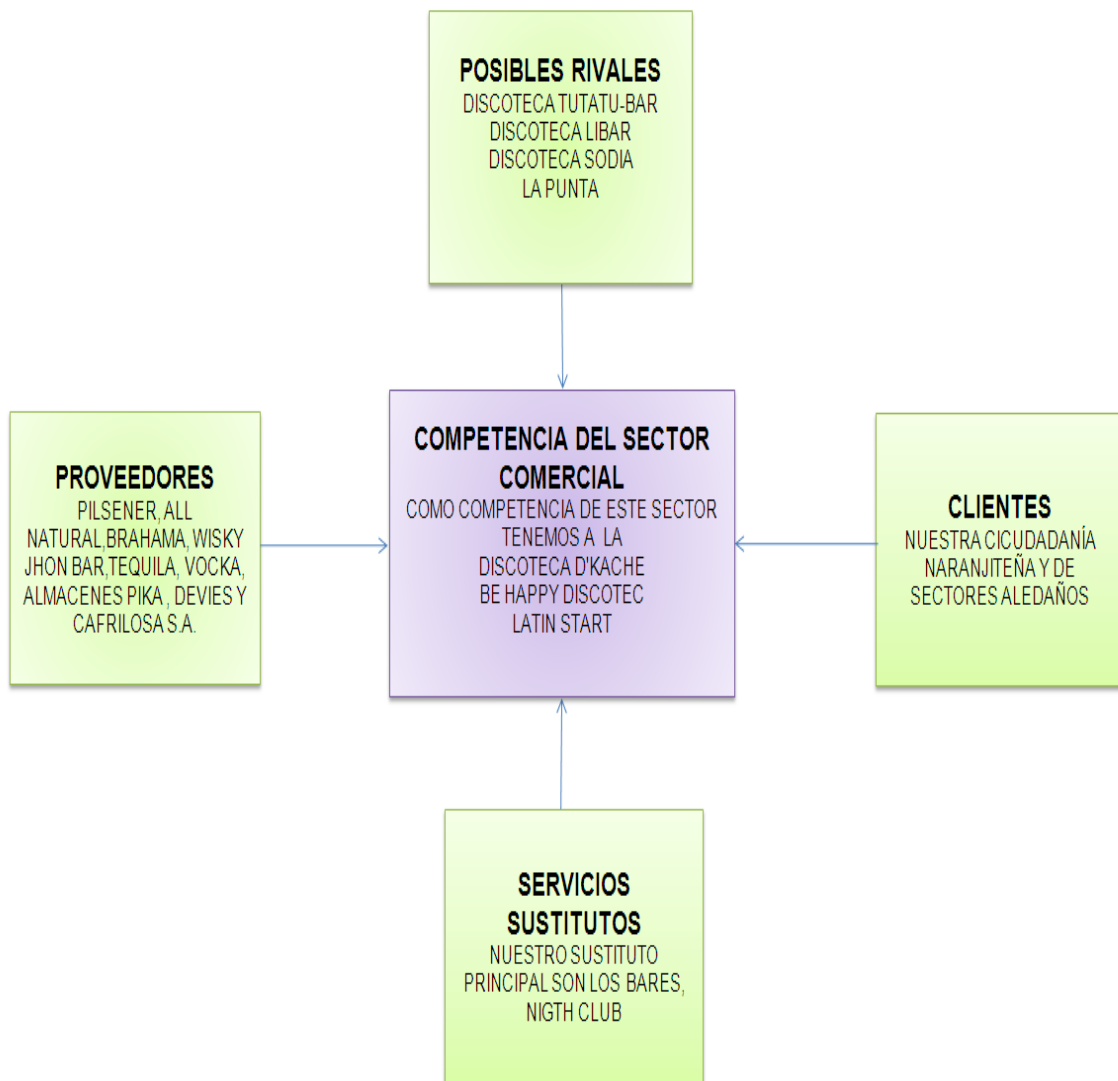 POSIBLES RIVALES
DISCOTECA TUTATU-BAR
DISCOTECA LIBAR
DISCOTECA SODIA
LA PUNTA
PROVEEDORES
PILSENER, ALL
NATURAL,BRAHAMA, WISKY
JHON BAR,TEQUILA, VOCKA,
ALMACENES PIKA , DEVIES Y
CAFRILOSA S.A.
COMPETENCIA DEL SECTOR
COMERCIAL
COMO COMPETENCIA DE ESTE SECTOR
TENEMOS A LA
DISCOTECA D'KACHE
BE HAPPY DISCOTEC
LATIN START
CLIENTES
NUESTRA CICUDADANÍA
NARANJITEÑA Y DE
SECTORES ALEDAÑOS
SERVICIOS
SUSTITUTOS
NUESTRO SUSTITUTO
PRINCIPAL SON LOS BARES,
NIGTH CLUB